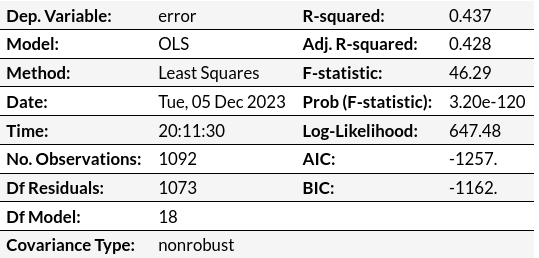 Dep. Variable: error R-squared: 0.437
Model: OLS Adj. R-squared: 0.428
Method: Least Squares F-statistic: 46.29
Date: Tue, 05 Dec 2023 Prob (F-statistic): 3.20e-120
Time: 20:11:30 Log-Likelihood: 647.48
No. Observations: 1092 AIC: -1257.
Df Residuals: 1073 BIC: -1162.
Df Model: 18
Covariance Type: nonrobust